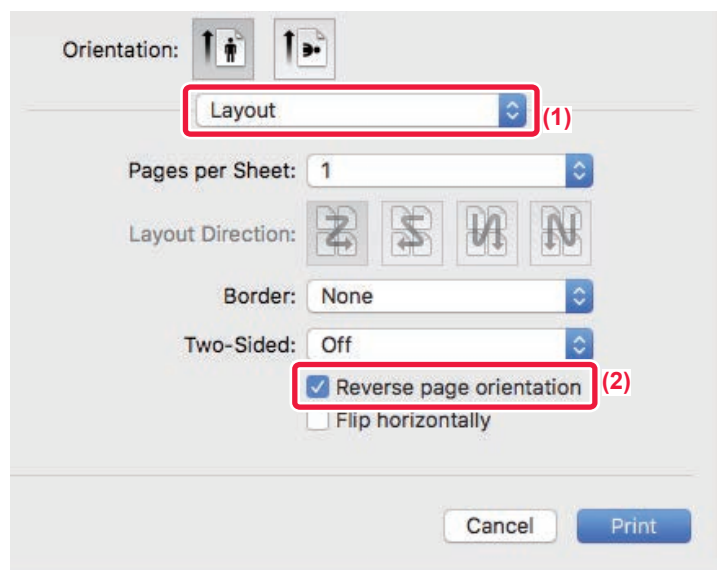 Orientation:
Layout
(1)
Pages per Sheet: 1
Layout Direction:
Border: None
Two-Sided: Off
Reverse page orientation
(2)
Flip horizontally
Cancel Print